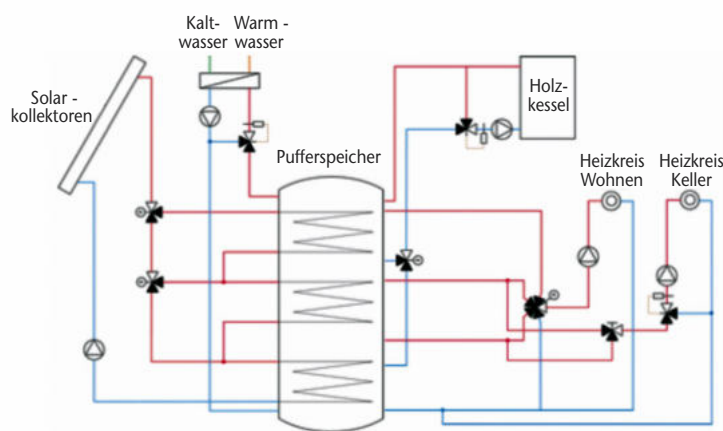 Kalt-
wasser
Warm -
wasser
Solar -
kollektoren
Holz-
kessel
Pufferspeicher
Heizkreis
Wohnen
Heizkreis
Keller